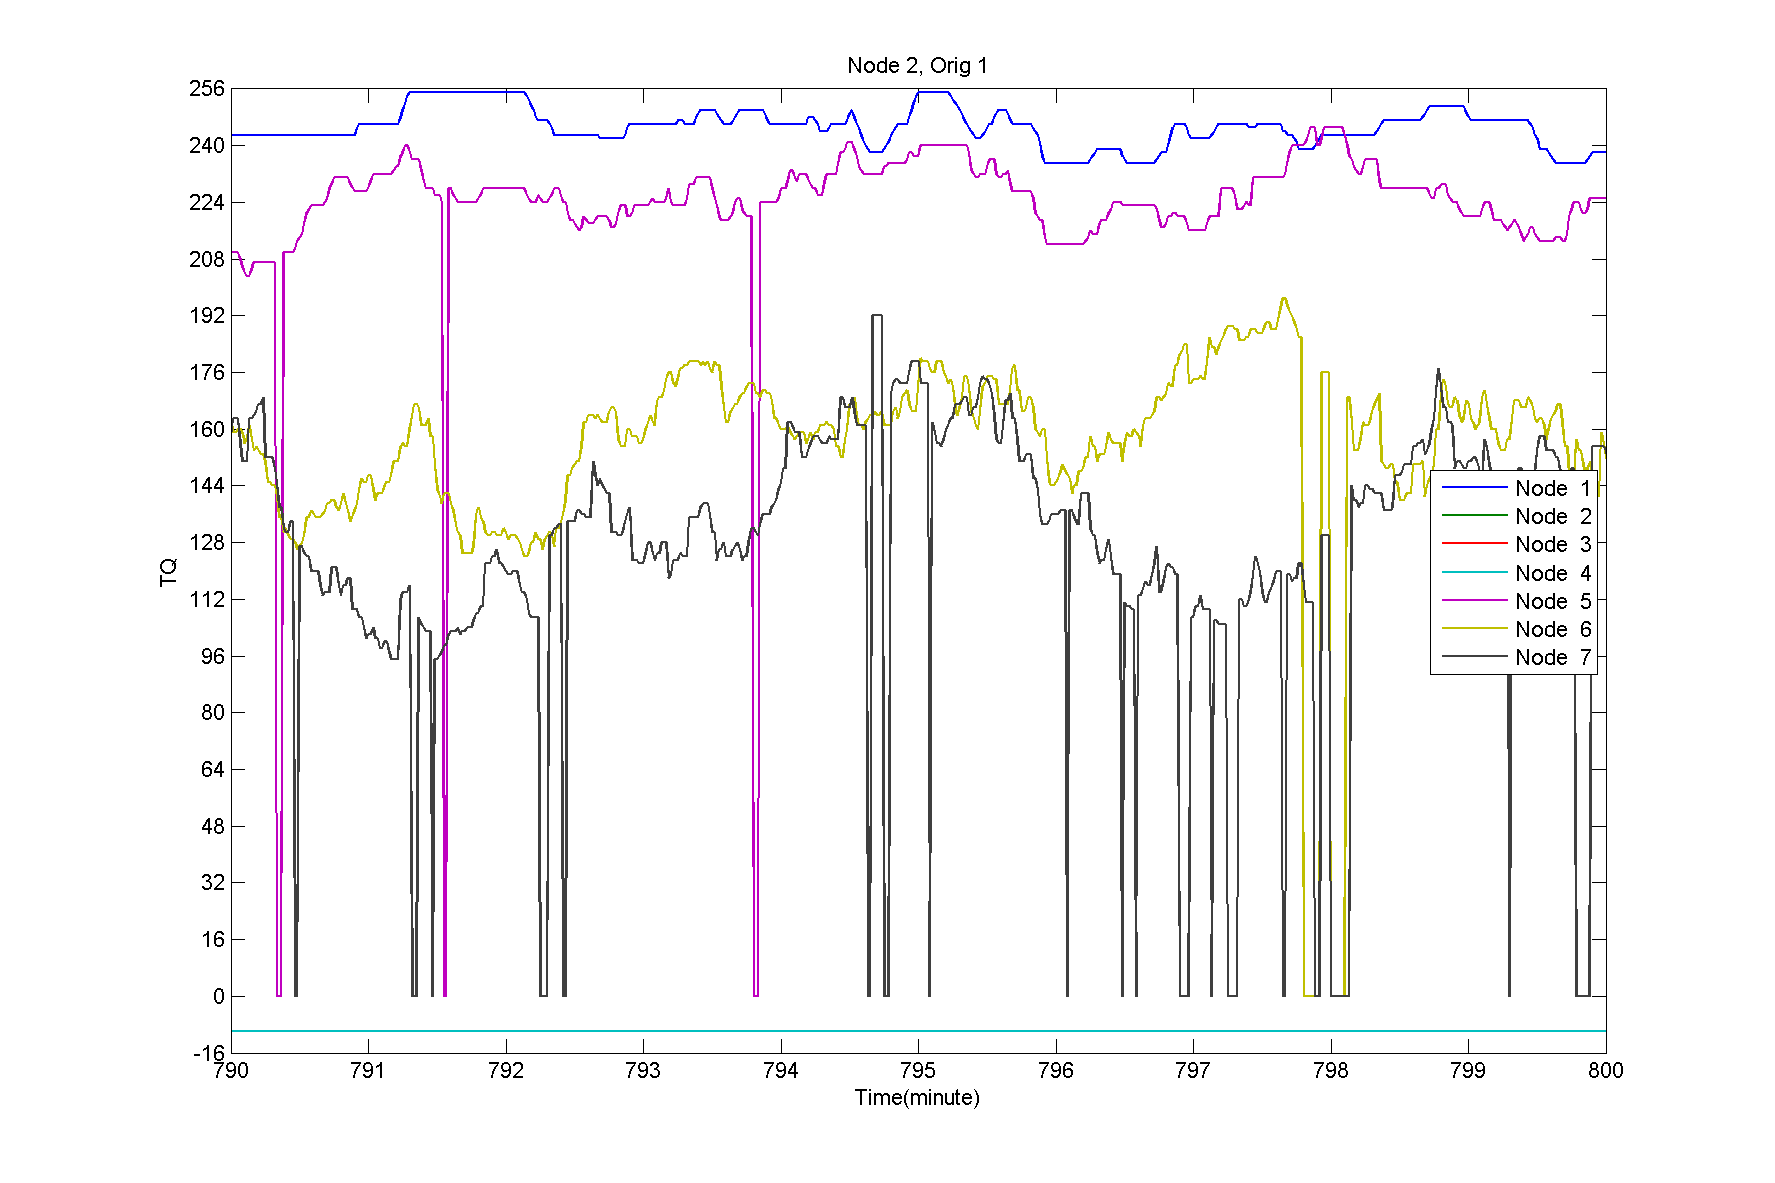 Node 2, Orig 1
256
240
224
208
192
176
160
144
128
112
96
80
64
48
32
16
0
-16
TQ
Node 1
Node 2
Node 3
Node 4
Node 5
Node 6
Node 7
790 791 792 793 794 795 796 797 798 799 800
Time(minute)